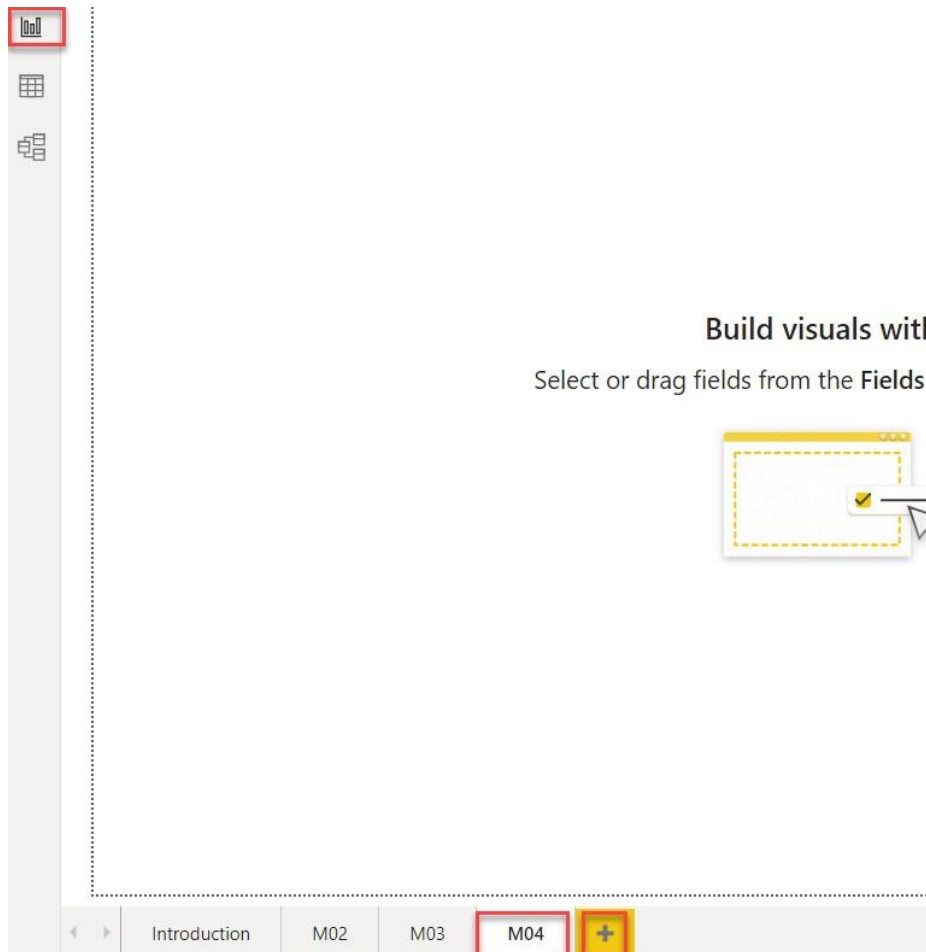 Build visuals with
Select or drag fields from the Fields
Introduction M02 M03 M04 +